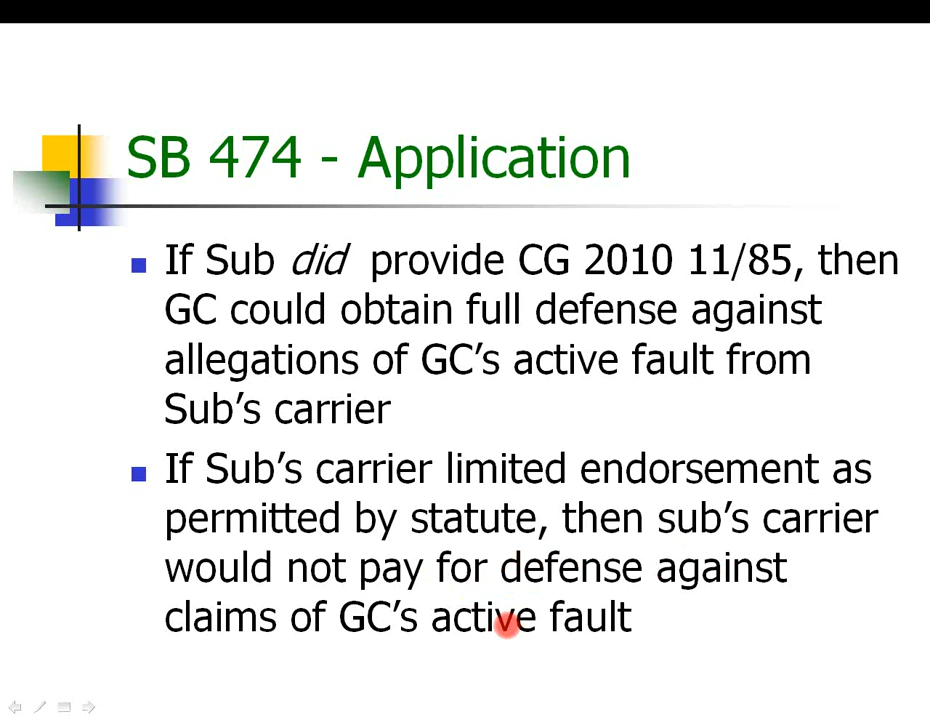 SB 474 - Application
If Sub did provide CG 2010 11/85, then
GC could obtain full defense against
allegations of GC's active fault from
Sub's carrier
If Sub's carrier limited endorsement as
permitted by statute, then sub's carrier
would not pay for defense against
claims of GC's active fault